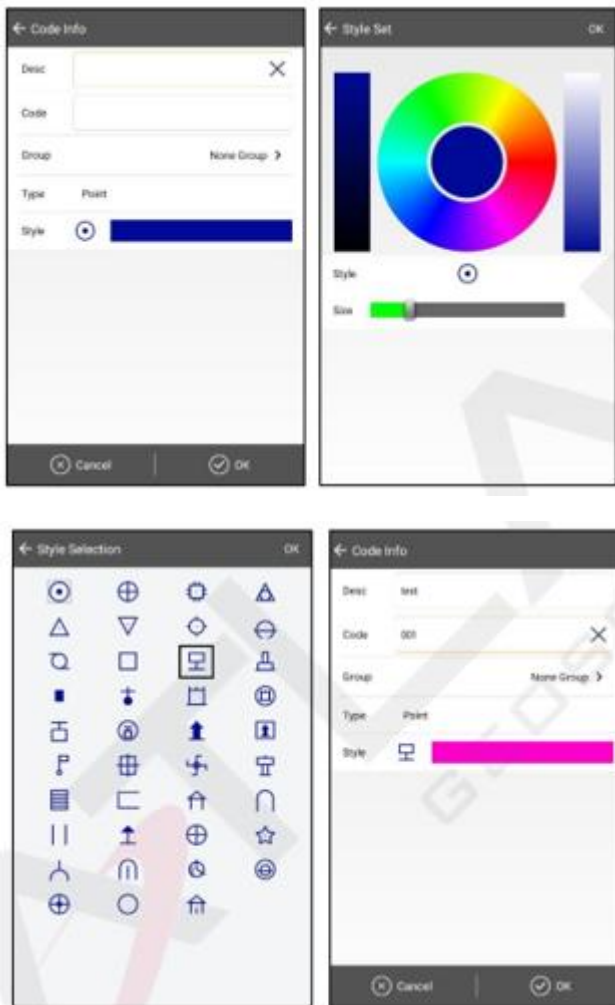 Code Info
Desc
Code
Group None Group
Type Point
Style
Cancel OK
Style Set OK
Style
Size
Style Selection OK
Code Info
Desc test
Code 001
Group None Group
Type Point
Style
Cancel OK